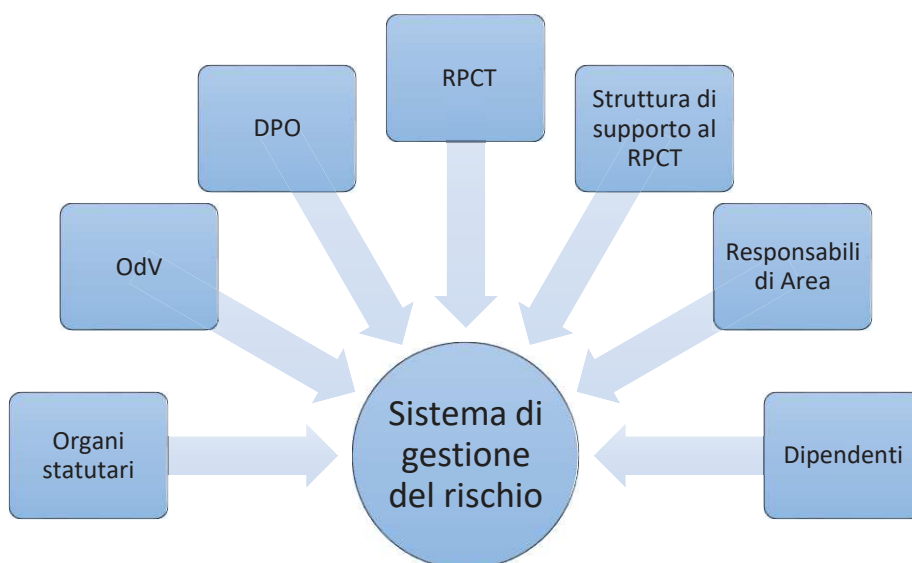 RPCT
DPO
Struttura di
supporto al
RPCT
OdV
Responsabili
di Area
Organi
statutari
Sistema di
gestione
del rischio
Dipendenti